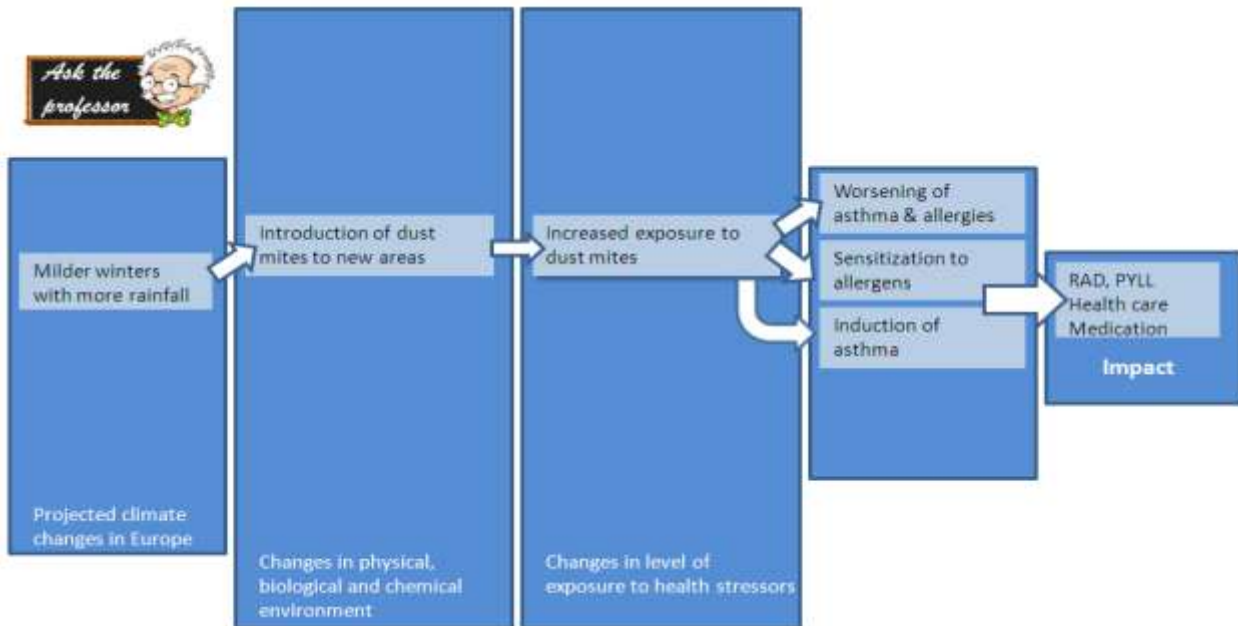 Ask the
professor
Milder winters
with more rainfall
Projected climate
changes in Europe
Introduction of dust
mites to new areas
Changes in physical,
biological and chemical
environment
Increased exposure to
dust mites
Changes in level of
exposure to health stressors
Worsening of
asthma & allergies
Sensitization to
allergens
Induction of
asthma
RAD, PYLL
Health care
Medication
Impact